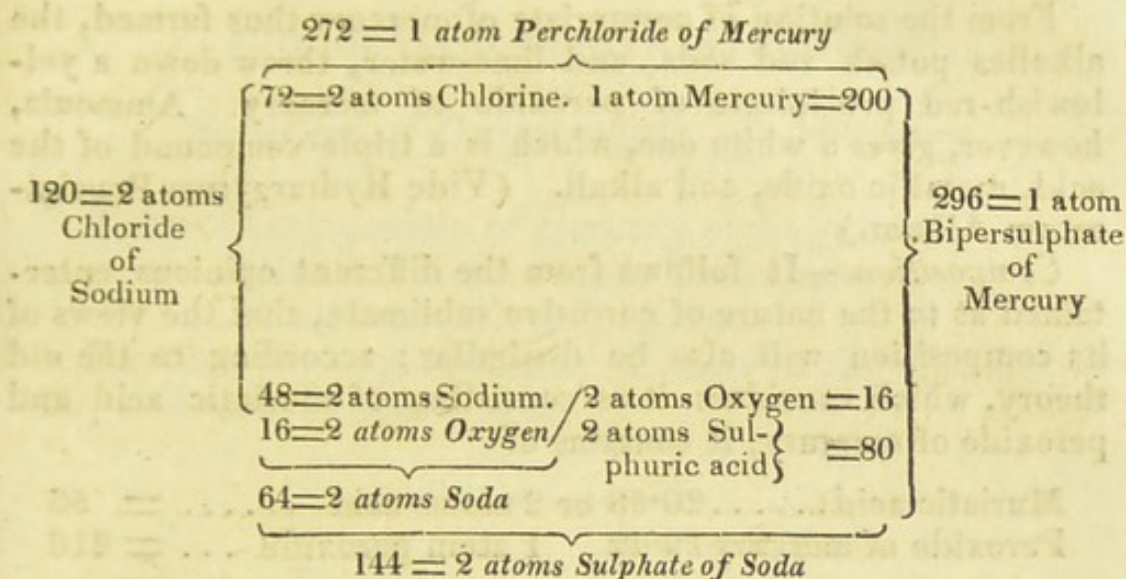 272 = 1 atom Perchloride of Mercury
72=2 atoms Chlorine. 1 atom Mercury=200
120=2 atoms
Chloride
of
Sodium
296=1 atom
Bipersulphate
of
Mercury
48=2 atoms Sodium. / 2 atoms Oxygen =16
16=2 atoms Oxygen/ 2 atoms Sul-
phuric acid} =80
64=2 atoms Soda
144 = 2 atoms Sulphate of Soda